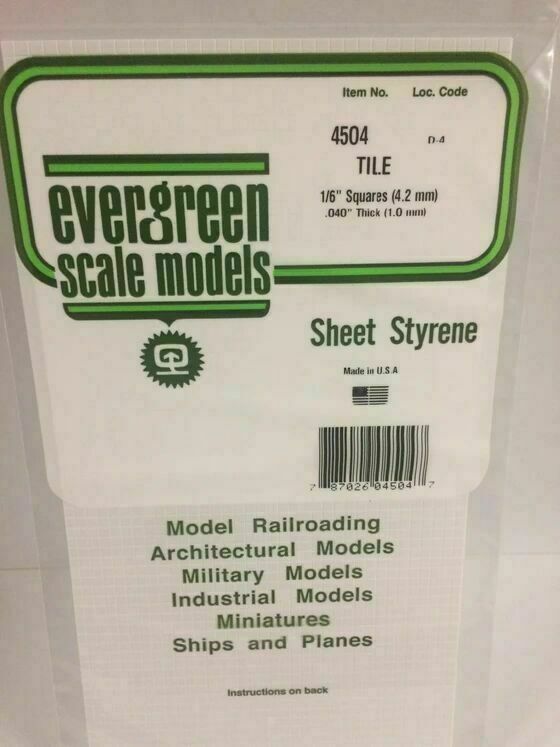 Item No. Loc. Code
4504 D-4
TILE
1/6" Squares (4.2 mm)
.040" Thick (1.0 mm)
evergreen
scale models
Sheet Styrene
Made in U.S.A
7 87026 04504 7
Model Railroading
Architectural Models
Military Models
Industrial Models
Miniatures
Ships and Planes
Instructions on back